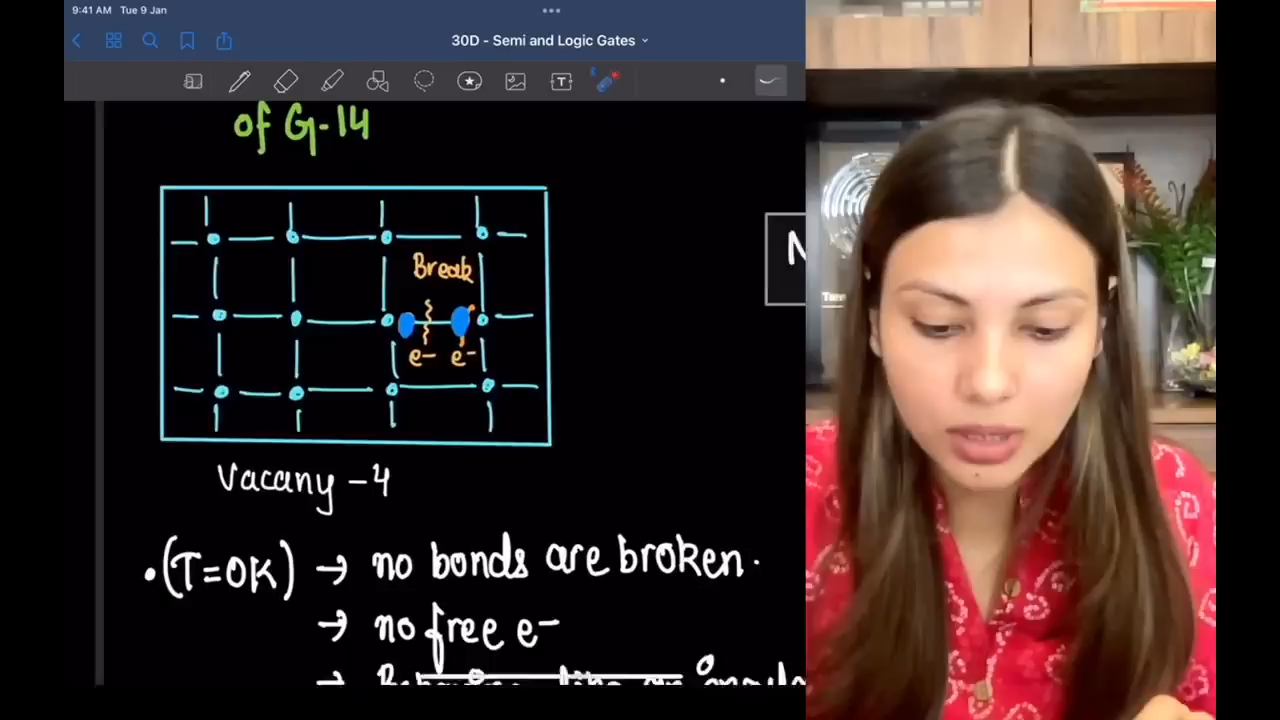 9:41 AM Tue 9 Jan
30D - Semi and Logic Gates
T
of G-14
N
Break
e- e-
Vacany - 4
• (T=0K) → no bonds are broken.
→ no free e-
→